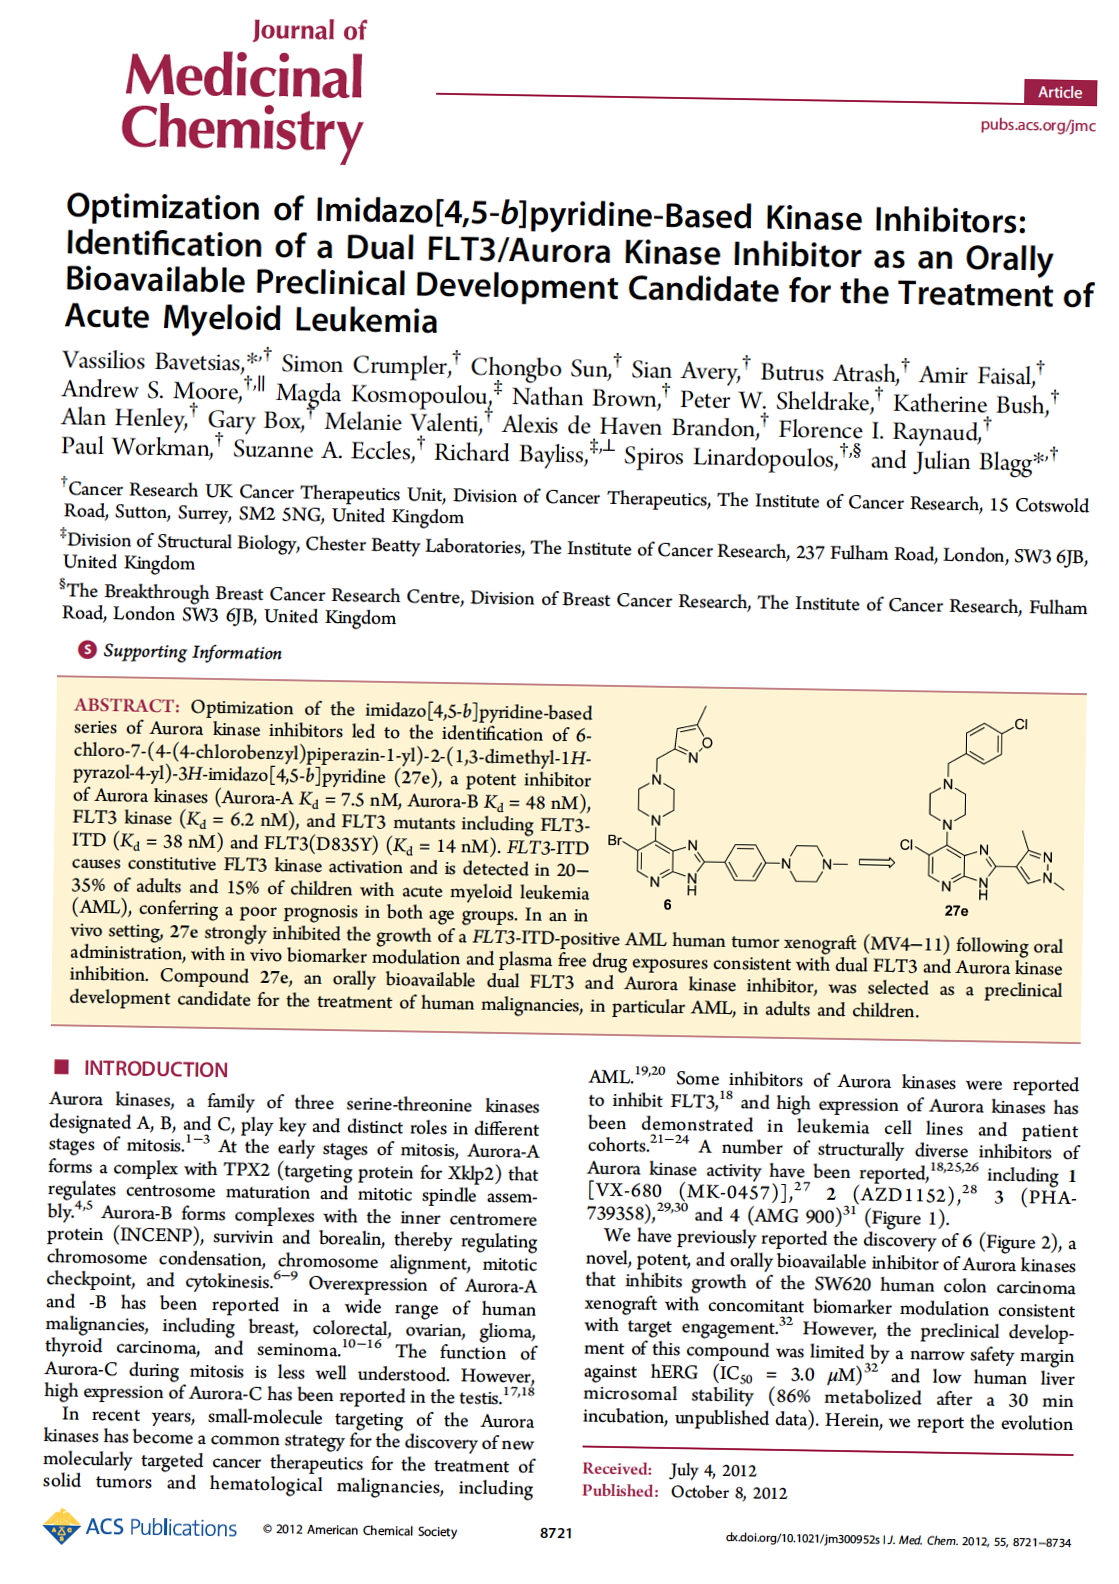 Journal of
Medicinal
Chemistry
Article
pubs.acs.org/jmc
Optimization of Imidazo[4,5-b]pyridine-Based Kinase Inhibitors:
Identification of a Dual FLT3/Aurora Kinase Inhibitor as an Orally
Bioavailable Preclinical Development Candidate for the Treatment of
Acute Myeloid Leukemia
Vassilios Bavetsias,*,† Simon Crumpler,† Chongbo Sun,† Sian Avery,† Butrus Atrash,† Amir Faisal,†
Andrew S. Moore,†,∥ Magda Kosmopoulou,‡ Nathan Brown,† Peter W. Sheldrake,† Katherine Bush,†
Alan Henley,† Gary Box,† Melanie Valenti,† Alexis de Haven Brandon,† Florence I. Raynaud,†
Paul Workman,† Suzanne A. Eccles,† Richard Bayliss,‡,⊥ Spiros Linardopoulos,†,§ and Julian Blagg*,†
†Cancer Research UK Cancer Therapeutics Unit, Division of Cancer Therapeutics, The Institute of Cancer Research, 15 Cotswold
Road, Sutton, Surrey, SM2 5NG, United Kingdom
‡Division of Structural Biology, Chester Beatty Laboratories, The Institute of Cancer Research, 237 Fulham Road, London, SW3 6JB,
United Kingdom
§The Breakthrough Breast Cancer Research Centre, Division of Breast Cancer Research, The Institute of Cancer Research, Fulham
Road, London SW3 6JB, United Kingdom
S Supporting Information
ABSTRACT: Optimization of the imidazo[4,5-b]pyridine-based
series of Aurora kinase inhibitors led to the identification of 6-
chloro-7-(4-(4-chlorobenzyl)piperazin-1-yl)-2-(1,3-dimethyl-1H-
pyrazol-4-yl)-3H-imidazo[4,5-b]pyridine (27e), a potent inhibitor
of Aurora kinases (Aurora-A Kd = 7.5 nM, Aurora-B Kd = 48 nM),
FLT3 kinase (Kd = 6.2 nM), and FLT3 mutants including FLT3-
ITD (Kd = 38 nM) and FLT3(D835Y) (Kd = 14 nM). FLT3-ITD
causes constitutive FLT3 kinase activation and is detected in 20−
35% of adults and 15% of children with acute myeloid leukemia
(AML), conferring a poor prognosis in both age groups. In an in
vivo setting, 27e strongly inhibited the growth of a FLT3-ITD-positive AML human tumor xenograft (MV4−11) following oral
administration, with in vivo biomarker modulation and plasma free drug exposures consistent with dual FLT3 and Aurora kinase
inhibition. Compound 27e, an orally bioavailable dual FLT3 and Aurora kinase inhibitor, was selected as a preclinical
development candidate for the treatment of human malignancies, in particular AML, in adults and children.
O
N
N
N
Br
N
N
N
H
N
N
6
Cl
N
N
Cl
N
N
N
H
N
N
27e
INTRODUCTION
Aurora kinases, a family of three serine-threonine kinases
designated A, B, and C, play key and distinct roles in different
stages of mitosis.1−3 At the early stages of mitosis, Aurora-A
forms a complex with TPX2 (targeting protein for Xklp2) that
regulates centrosome maturation and mitotic spindle assem-
bly.4,5 Aurora-B forms complexes with the inner centromere
protein (INCENP), survivin and borealin, thereby regulating
chromosome condensation, chromosome alignment, mitotic
checkpoint, and cytokinesis.6−9 Overexpression of Aurora-A
and -B has been reported in a wide range of human
malignancies, including breast, colorectal, ovarian, glioma,
thyroid carcinoma, and seminoma.10−16 The function of
Aurora-C during mitosis is less well understood. However,
high expression of Aurora-C has been reported in the testis.17,18
In recent years, small-molecule targeting of the Aurora
kinases has become a common strategy for the discovery of new
molecularly targeted cancer therapeutics for the treatment of
solid tumors and hematological malignancies, including
AML.19,20 Some inhibitors of Aurora kinases were reported
to inhibit FLT3,18 and high expression of Aurora kinases has
been demonstrated in leukemia cell lines and patient
cohorts.21−24 A number of structurally diverse inhibitors of
Aurora kinase activity have been reported,18,25,26 including 1
[VX-680 (MK-0457)],27 2 (AZD1152),28 3 (PHA-
739358),29,30 and 4 (AMG 900)31 (Figure 1).
We have previously reported the discovery of 6 (Figure 2), a
novel, potent, and orally bioavailable inhibitor of Aurora kinases
that inhibits growth of the SW620 human colon carcinoma
xenograft with concomitant biomarker modulation consistent
with target engagement.32 However, the preclinical develop-
ment of this compound was limited by a narrow safety margin
against hERG (IC50 = 3.0 μM)32 and low human liver
microsomal stability (86% metabolized after a 30 min
incubation, unpublished data). Herein, we report the evolution
Received: July 4, 2012
Published: October 8, 2012
ACS Publications
© 2012 American Chemical Society
8721
dx.doi.org/10.1021/jm300952s | J. Med. Chem. 2012, 55, 8721−8734